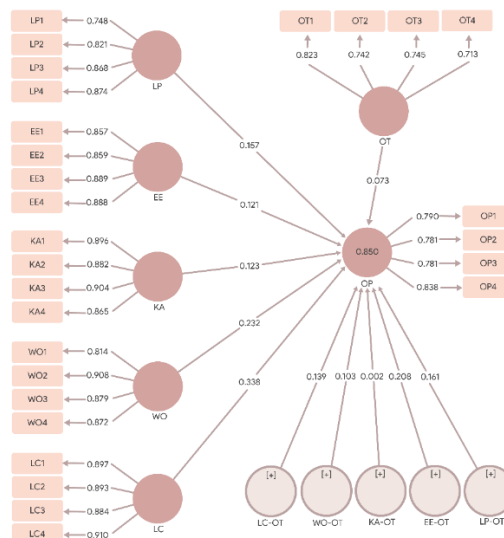 LP1
0.748
LP2
0.821
LP3
0.868
LP4
0.874
LP
OT1
OT2
OT3
OT4
0.823
0.742
0.745
0.713
OT
0.167
0.073
EE1
0.857
EE2
0.859
EE3
0.889
EE4
0.888
EE
0.121
KA1
0.896
KA2
0.882
KA3
0.904
KA4
0.865
KA
0.123
0.850
OP
0.790
OP1
0.781
OP2
0.781
OP3
0.838
OP4
WO1
0.814
WO2
0.908
WO3
0.879
WO4
0.872
WO
0.232
0.338
LC1
0.897
LC2
0.893
LC3
0.884
LC4
0.910
LC
0.139
0.103
0.002
0.208
0.161
[+]
[+]
[+]
[+]
[+]
LC-OT
WO-OT
KA-OT
EE-OT
LP-OT